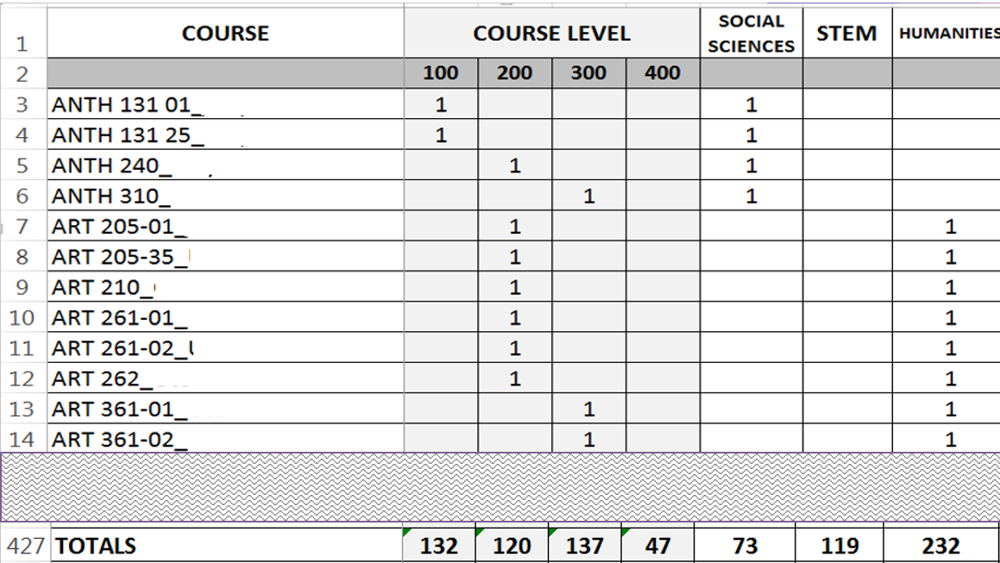 1 COURSE COURSE LEVEL SOCIAL SCIENCES STEM HUMANITIES
2 100 200 300 400
3 ANTH 131 01_ 1 1
4 ANTH 131 25_ 1 1
5 ANTH 240_ 1 1
6 ANTH 310_ 1 1
7 ART 205-01_ 1 1
8 ART 205-35_ 1 1
9 ART 210_ 1 1
10 ART 261-01_ 1 1
11 ART 261-02_ 1 1
12 ART 262_ 1 1
13 ART 361-01_ 1 1
14 ART 361-02_ 1 1
427 TOTALS 132 120 137 47 73 119 232